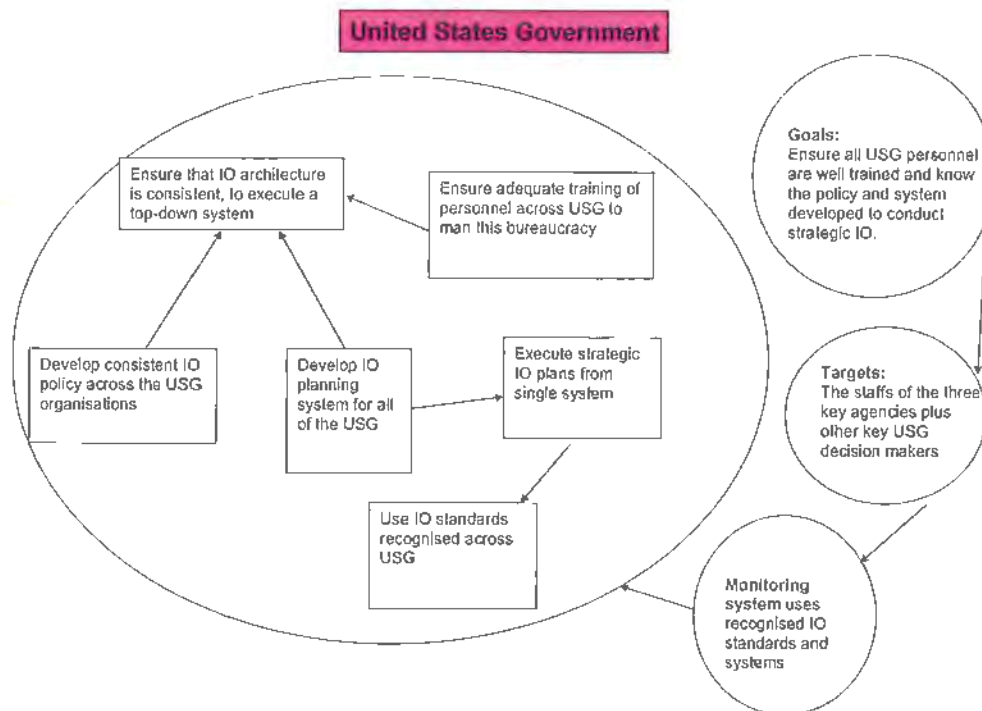 United States Government
Ensure that IO architecture
is consistent, to execute a
top-down system
Ensure adequate training of
personnel across USG to
man this bureaucracy
Goals:
Ensure all USG personnel
are well trained and know
the policy and system
developed to conduct
strategic IO.
Develop consistent IO
policy across the USG
organisations
Develop IO
planning
system for all
of the USG
Execute strategic
IO plans from
single system
Targets:
The staffs of the three
key agencies plus
other key USG
decision makers
Use IO standards
recognised across
USG
Monitoring
system uses
recognised IO
standards and
systems